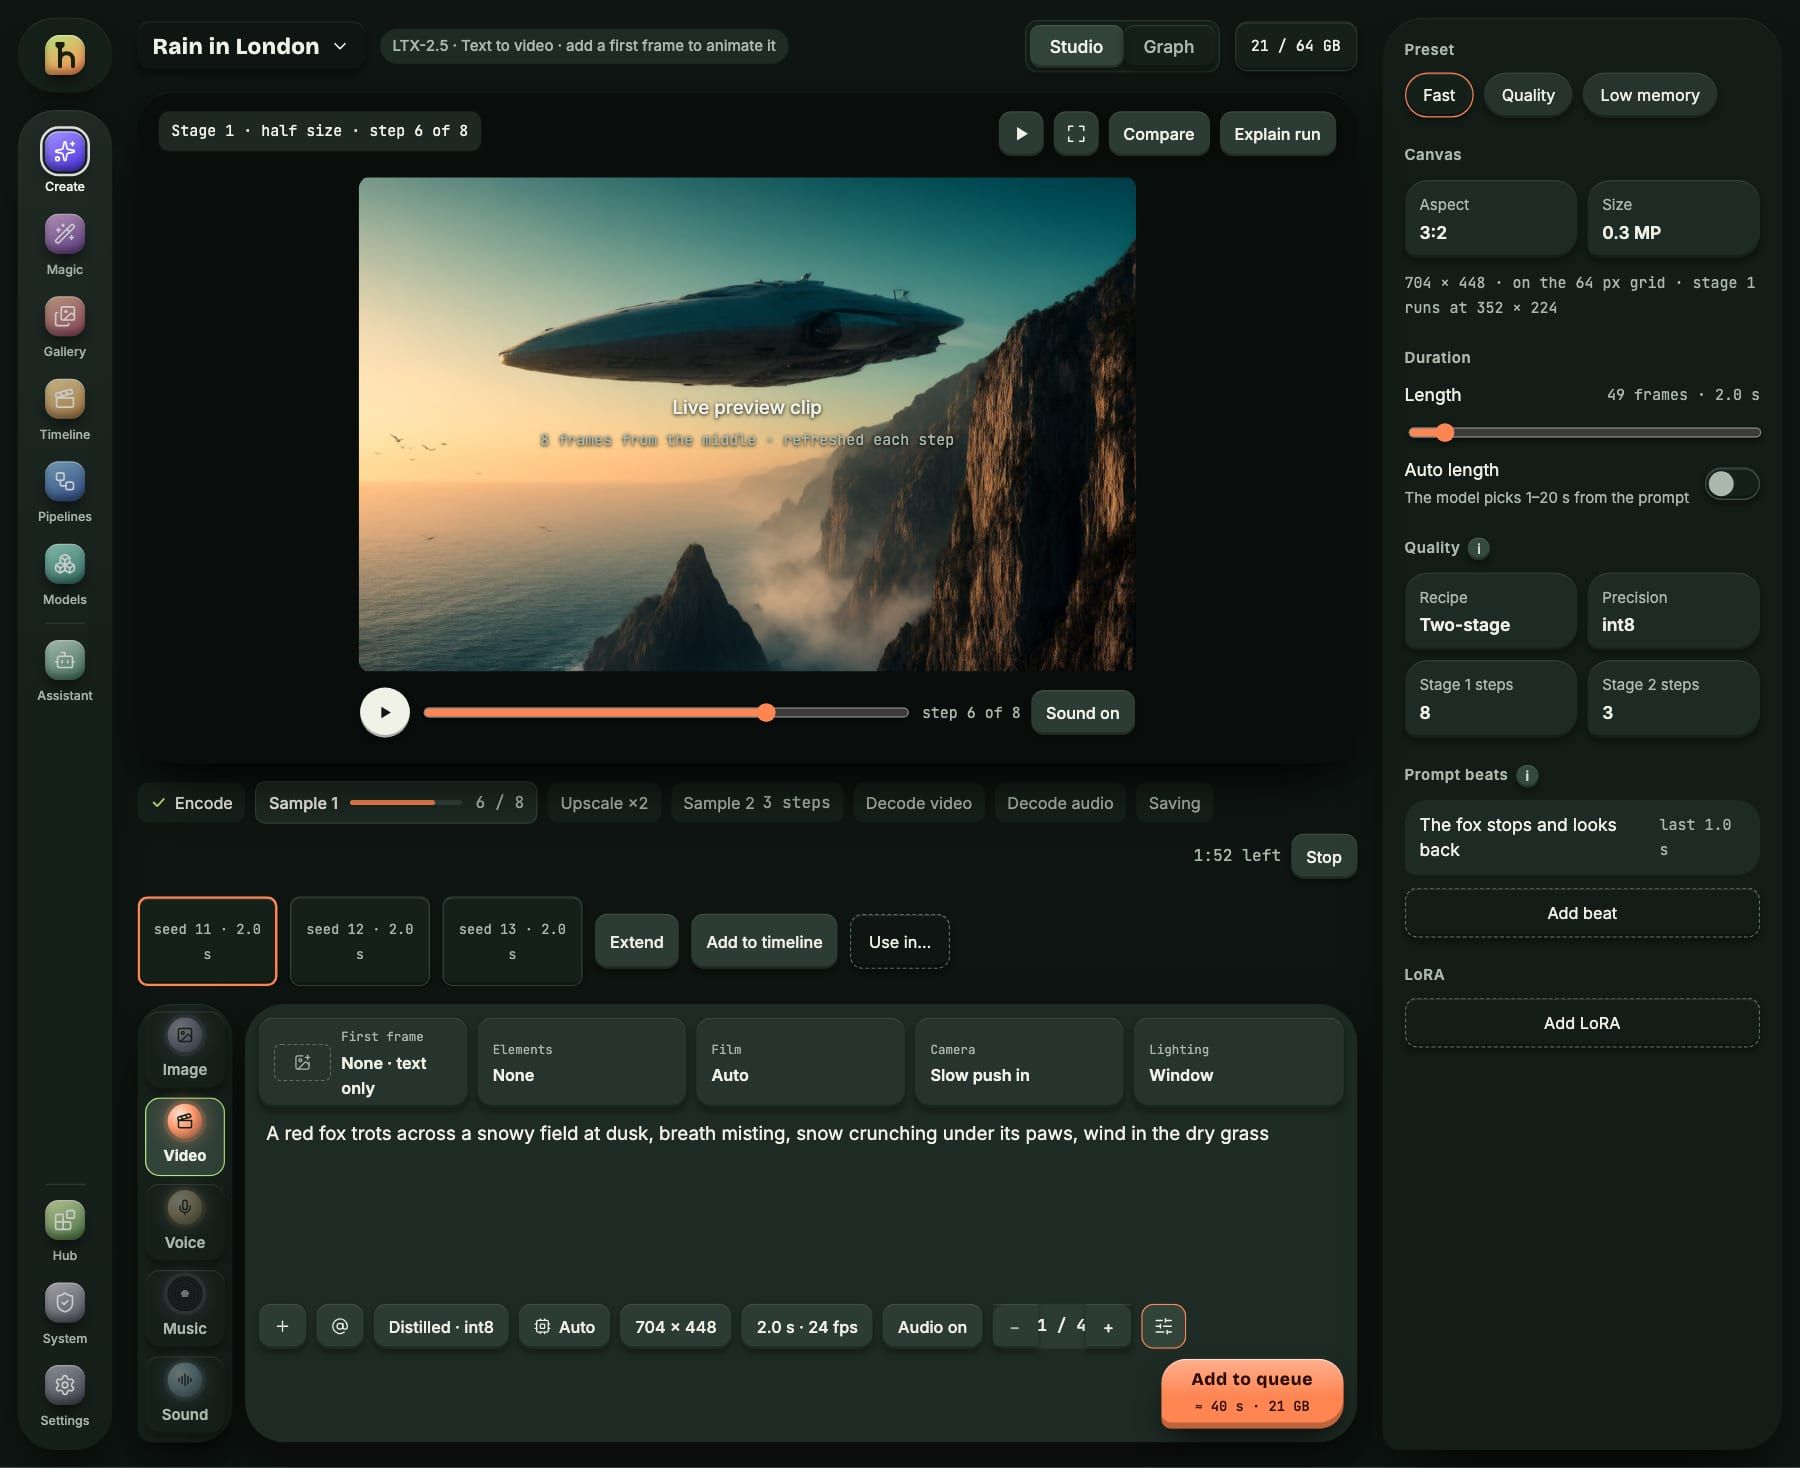 Rain in London
LTX-2.5 · Text to video · add a first frame to animate it
Studio
Graph
21 / 64 GB
Create
Magic
Gallery
Timeline
Pipelines
Models
Assistant
Hub
System
Settings
Stage 1 · half size · step 6 of 8
Compare
Explain run
Live preview clip
8 frames from the middle · refreshed each step
step 6 of 8
Sound on
Encode
Sample 1
6 / 8
Upscale ×2
Sample 2 3 steps
Decode video
Decode audio
Saving
1:52 left
Stop
seed 11 · 2.0
s
seed 12 · 2.0
s
seed 13 · 2.0
s
Extend
Add to timeline
Use in...
Image
Video
Voice
Music
Sound
First frame
None · text
only
Elements
None
Film
Auto
Camera
Slow push in
Lighting
Window
A red fox trots across a snowy field at dusk, breath misting, snow crunching under its paws, wind in the dry grass
+
@
Distilled · int8
Auto
704 × 448
2.0 s · 24 fps
Audio on
− 1 / 4 +
Add to queue
≈ 40 s · 21 GB
Preset
Fast
Quality
Low memory
Canvas
Aspect
3:2
Size
0.3 MP
704 × 448 · on the 64 px grid · stage 1
runs at 352 × 224
Duration
Length
49 frames · 2.0 s
Auto length
The model picks 1–20 s from the prompt
Quality i
Recipe
Two-stage
Precision
int8
Stage 1 steps
8
Stage 2 steps
3
Prompt beats i
The fox stops and looks
back
last 1.0
s
Add beat
LoRA
Add LoRA